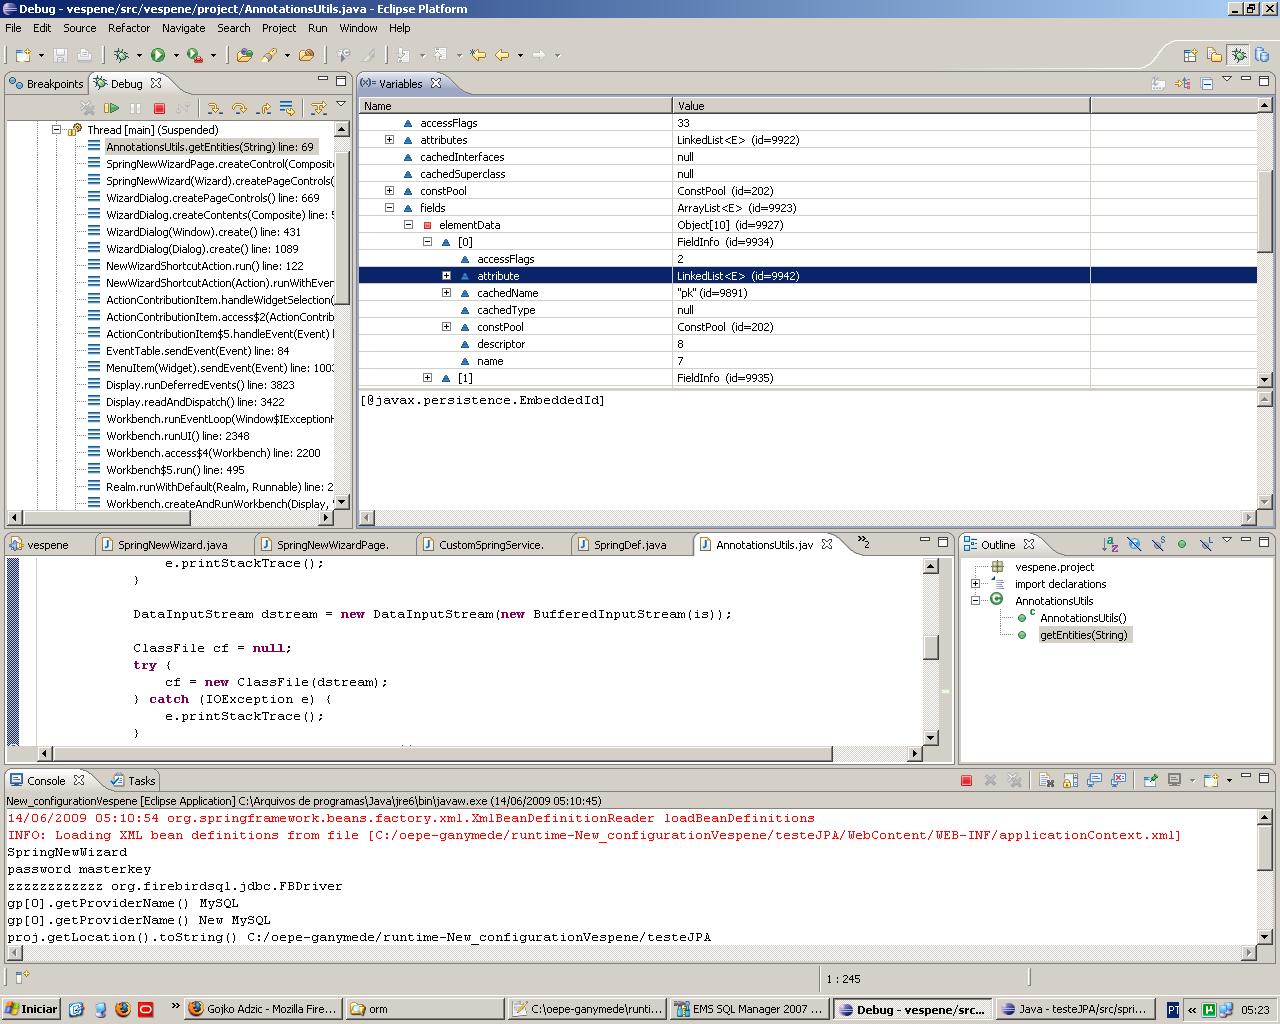 Debug - vespene/src/vespene/project/AnnotationsUtils.java - Eclipse Platform
File Edit Source Refactor Navigate Search Project Run Window Help
Breakpoints Debug
Thread [main] (Suspended)
AnnotationsUtils.getEntities(String) line: 69
SpringNewWizardPage.createControl(Composit
SpringNewWizard(Wizard).createPageControls(
WizardDialog.createPageControls() line: 669
WizardDialog.createContents(Composite) line: 5
WizardDialog(Window).create() line: 431
WizardDialog(Dialog).create() line: 1089
NewWizardShortcutAction.run() line: 122
NewWizardShortcutAction(Action).runWithEven
ActionContributionItem.handleWidgetSelection(
ActionContributionItem.access$2(ActionContrib
ActionContributionItem$5.handleEvent(Event) l
EventTable.sendEvent(Event) line: 84
MenuItem(Widget).sendEvent(Event) line: 1003
Display.runDeferredEvents() line: 3823
Display.readAndDispatch() line: 3422
Workbench.runEventLoop(Window$IExceptionH
Workbench.runUI() line: 2348
Workbench.access$4(Workbench) line: 2200
Workbench$5.run() line: 495
Realm.runWithDefault(Realm, Runnable) line: 2
Workbench.createAndRunWorkbench(Display,
(x)= Variables
Name Value
accessFlags 33
attributes LinkedList<E> (id=9922)
cachedInterfaces null
cachedSuperclass null
constPool ConstPool (id=202)
fields ArrayList<E> (id=9923)
elementData Object[10] (id=9927)
[0] FieldInfo (id=9934)
accessFlags 2
attribute LinkedList<E> (id=9942)
cachedName "pk" (id=9891)
cachedType null
constPool ConstPool (id=202)
descriptor 8
name 7
[1] FieldInfo (id=9935)
[@javax.persistence.EmbeddedId]
vespene SpringNewWizard.java SpringNewWizardPage. CustomSpringService. SpringDef.java AnnotationsUtils.jav »2
e.printStackTrace();
}
DataInputStream dstream = new DataInputStream(new BufferedInputStream(is));
ClassFile cf = null;
try {
cf = new ClassFile(dstream);
} catch (IOException e) {
e.printStackTrace();
}
Outline
vespene.project
import declarations
AnnotationsUtils
AnnotationsUtils()
getEntities(String)
Console Tasks
New_configurationVespene [Eclipse Application] C:\Arquivos de programas\Java\jre6\bin\javaw.exe (14/06/2009 05:10:45)
14/06/2009 05:10:54 org.springframework.beans.factory.xml.XmlBeanDefinitionReader loadBeanDefinitions
INFO: Loading XML bean definitions from file [C:/oepe-ganymede/runtime-New_configurationVespene/testeJPA/WebContent/WEB-INF/applicationContext.xml]
SpringNewWizard
password masterkey
zzzzzzzzzzzz org.firebirdsql.jdbc.FBDriver
gp[0].getProviderName() MySQL
gp[0].getProviderName() New MySQL
proj.getLocation().toString() C:/oepe-ganymede/runtime-New_configurationVespene/testeJPA
1 : 245
Iniciar » Gojko Adzic - Mozilla Fire... orm C:\oepe-ganymede\runti... EMS SQL Manager 2007 ... Debug - vespene/src... Java - testeJPA/src/spri... PT « 05:23